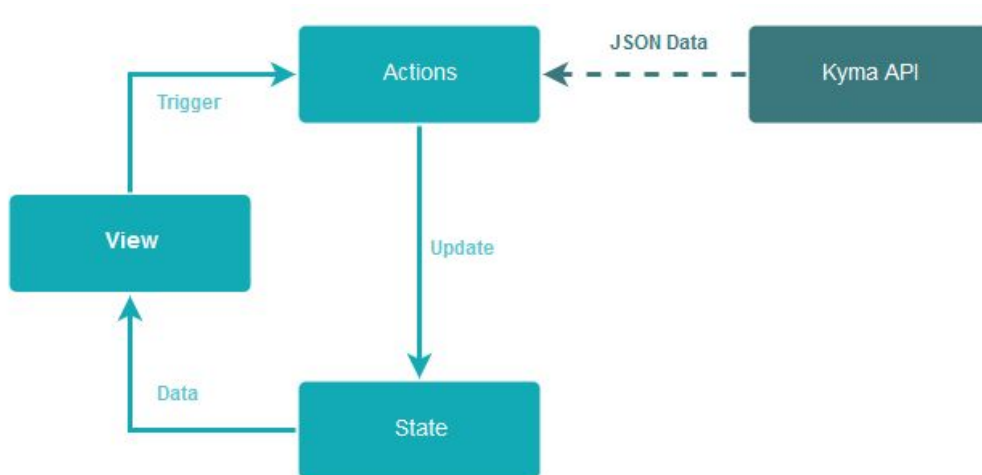 JSON Data
Actions
Kyma API
Trigger
View
Update
Data
State